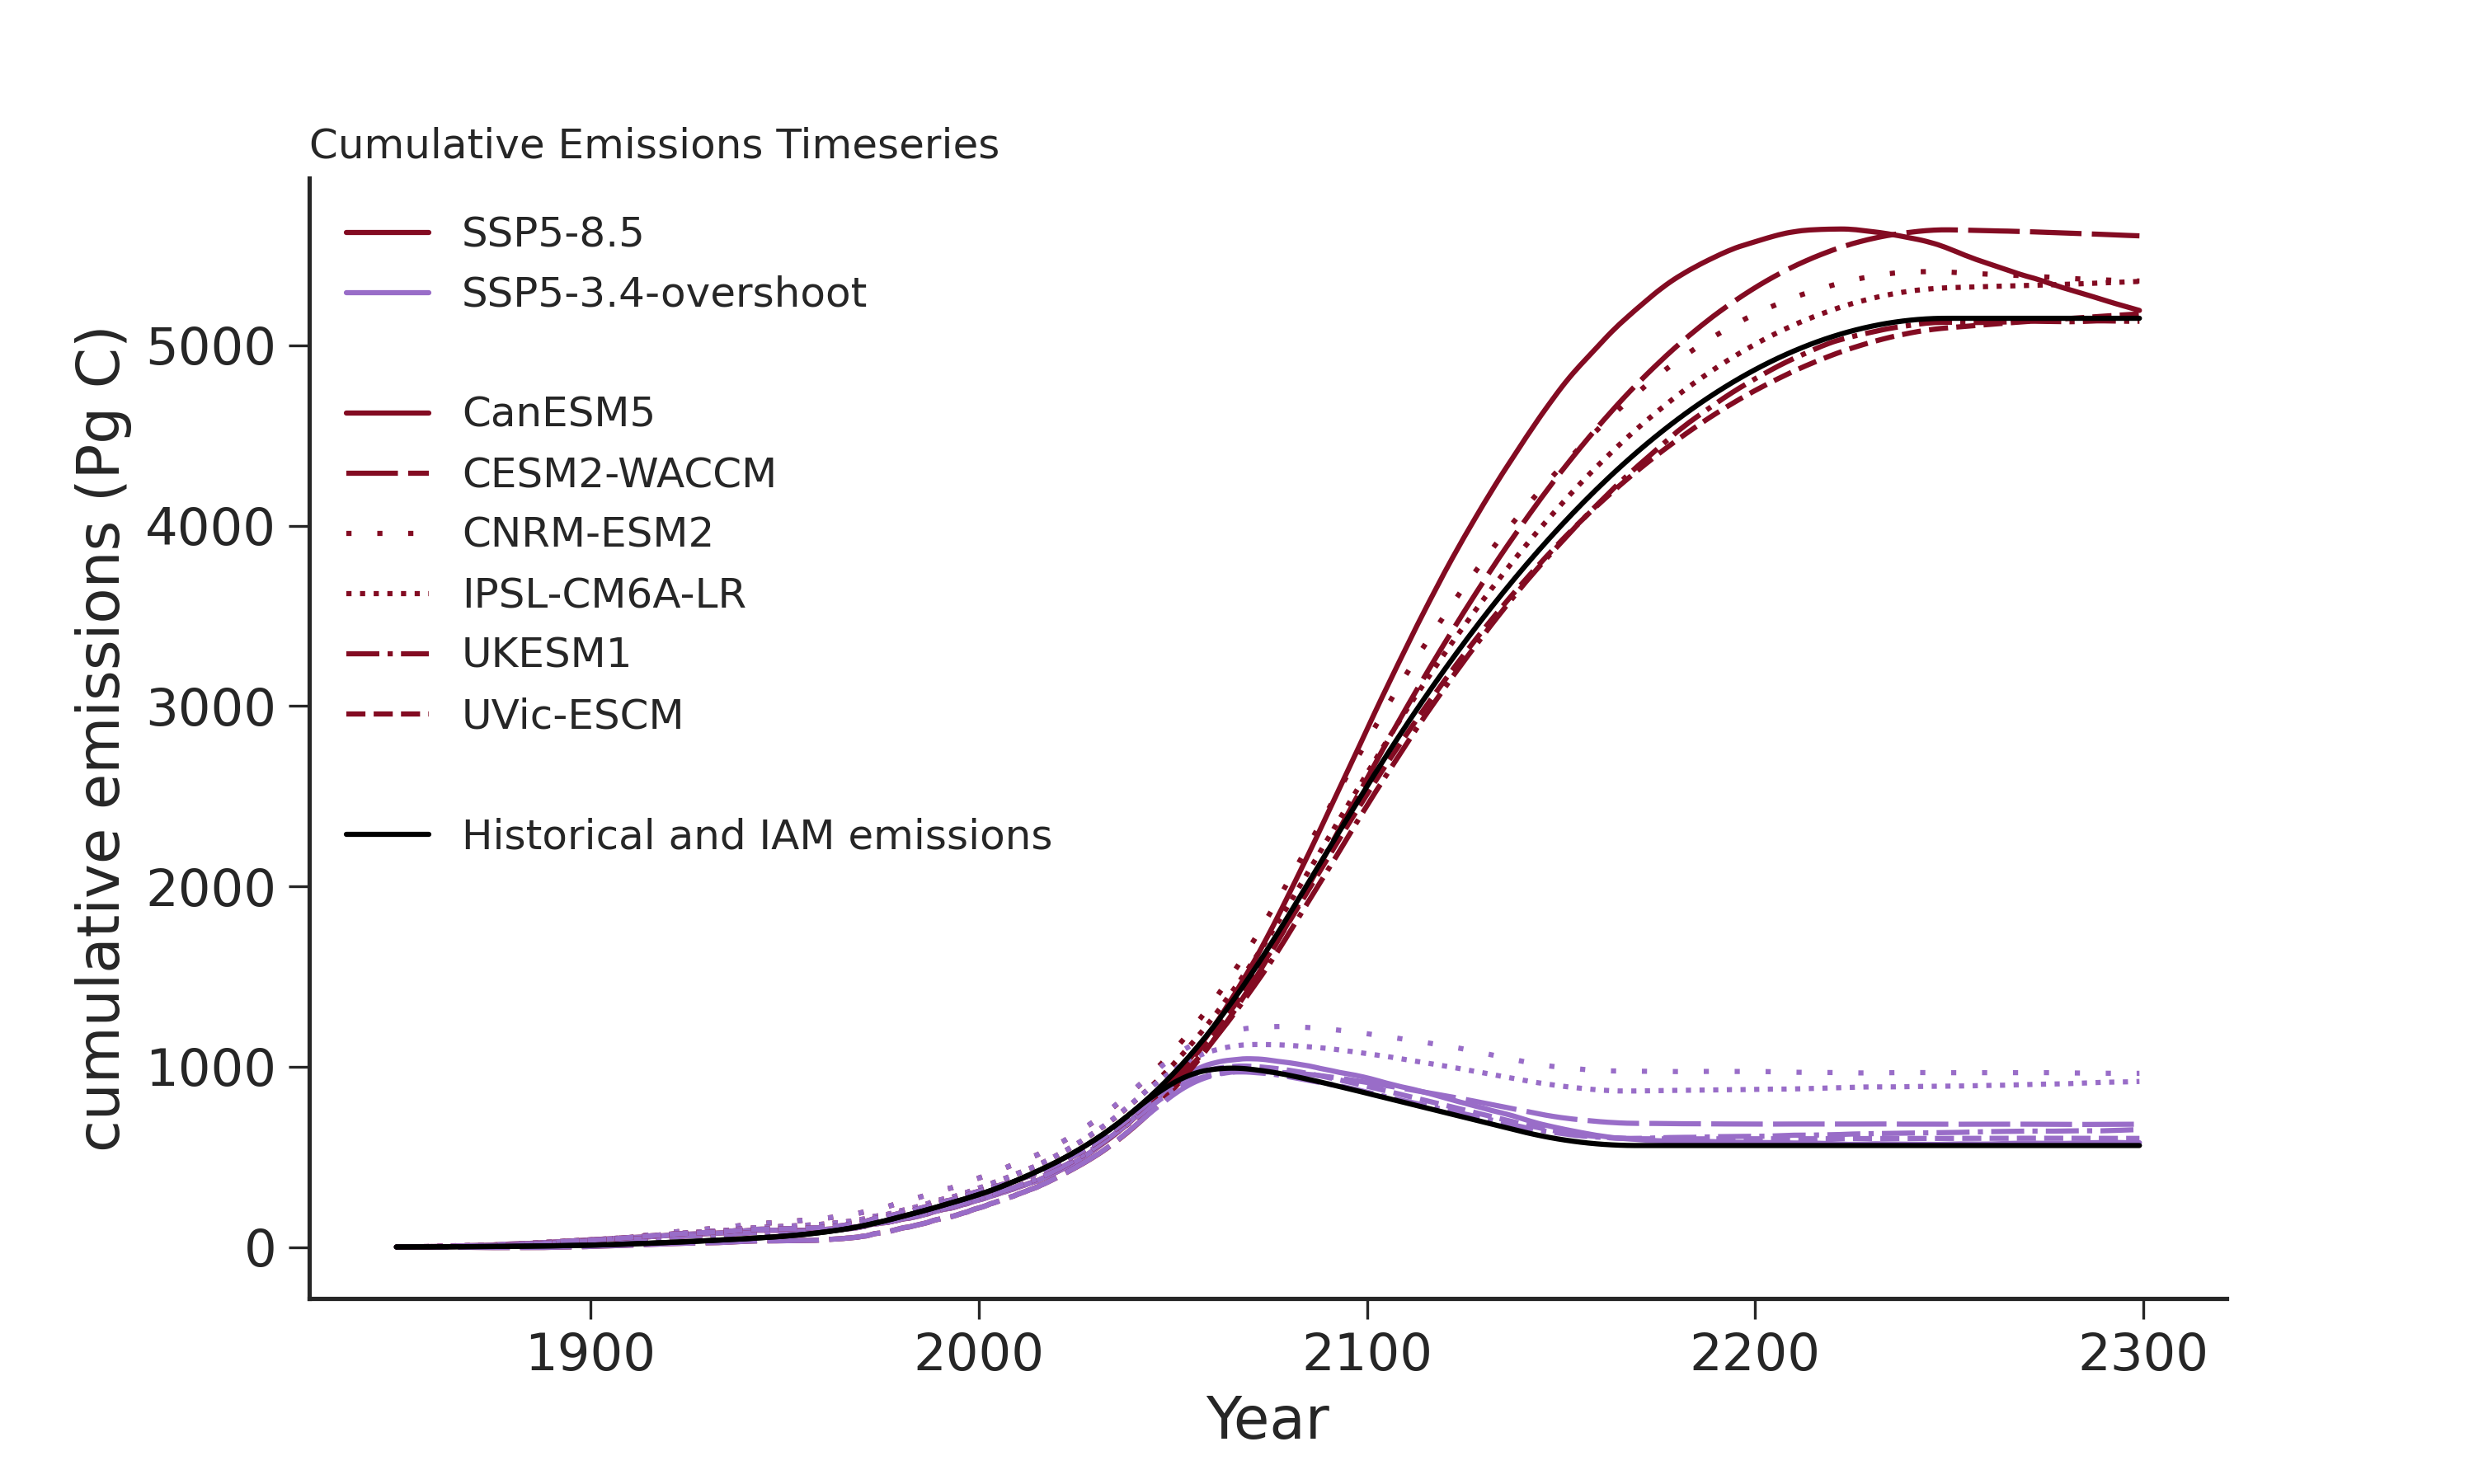 Cumulative Emissions Timeseries
SSP5-8.5
SSP5-3.4-overshoot
CanESM5
CESM2-WACCM
CNRM-ESM2
IPSL-CM6A-LR
UKESM1
UVic-ESCM
Historical and IAM emissions
cumulative emissions (Pg C)
5000
4000
3000
2000
1000
0
1900 2000 2100 2200 2300
Year